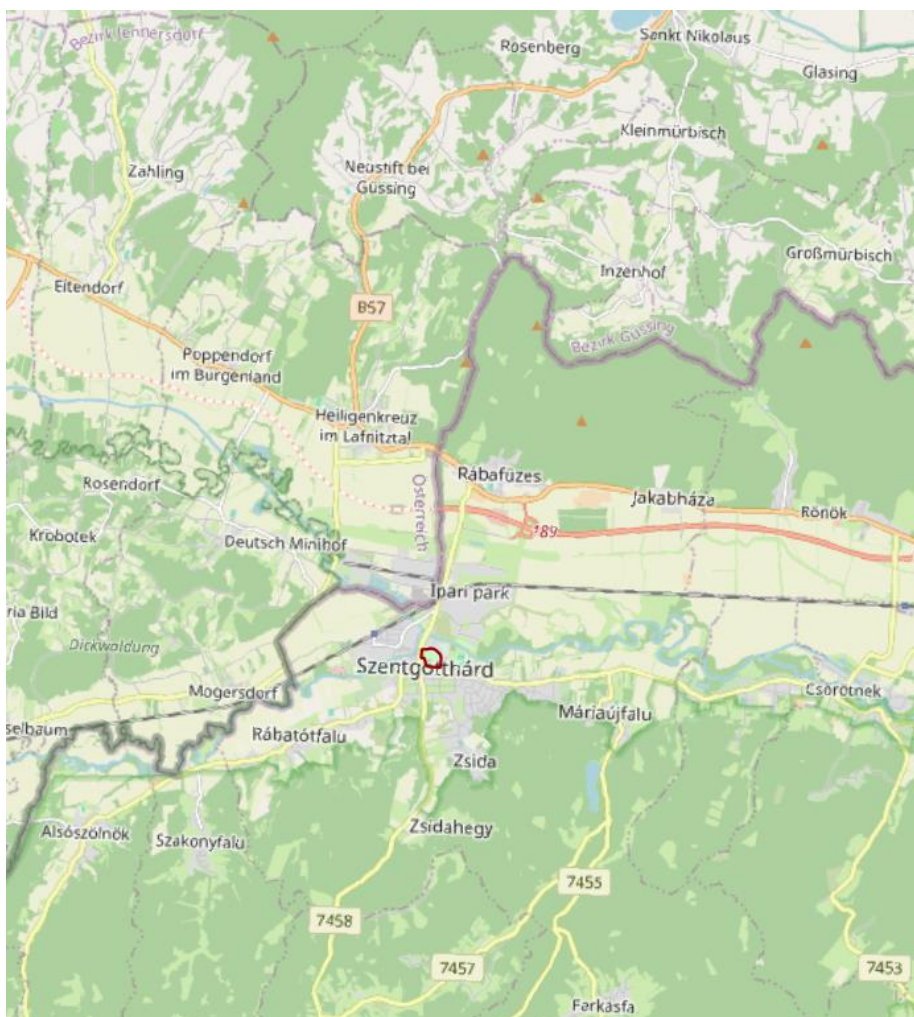 Sankt Nikolaus
Bezirk Jennersdorf
Rosenberg
Glasing
Kleinmürbisch
Zahling
Neustift bei
Güssing
Großmürbisch
Inzenhof
Eltendorf
B57
Bezirk Güssing
Poppendorf
im Burgenland
Heiligenkreuz
im Lafnitztal
Rábafüzes
Rosendorf
Österreich
Jakabháza
Rönök
Krobotek
Deutsch Minihof
189
Ipari park
ria Bild
Dickwaldung
Szentgotthárd
Mogersdorf
Csörötnek
selbaum
Rábatótfalu
Máriaújfalu
Zsida
Alsószölnök
Szakonyfalu
Zsidahegy
7455
7458
7457
7453
Farkasfa